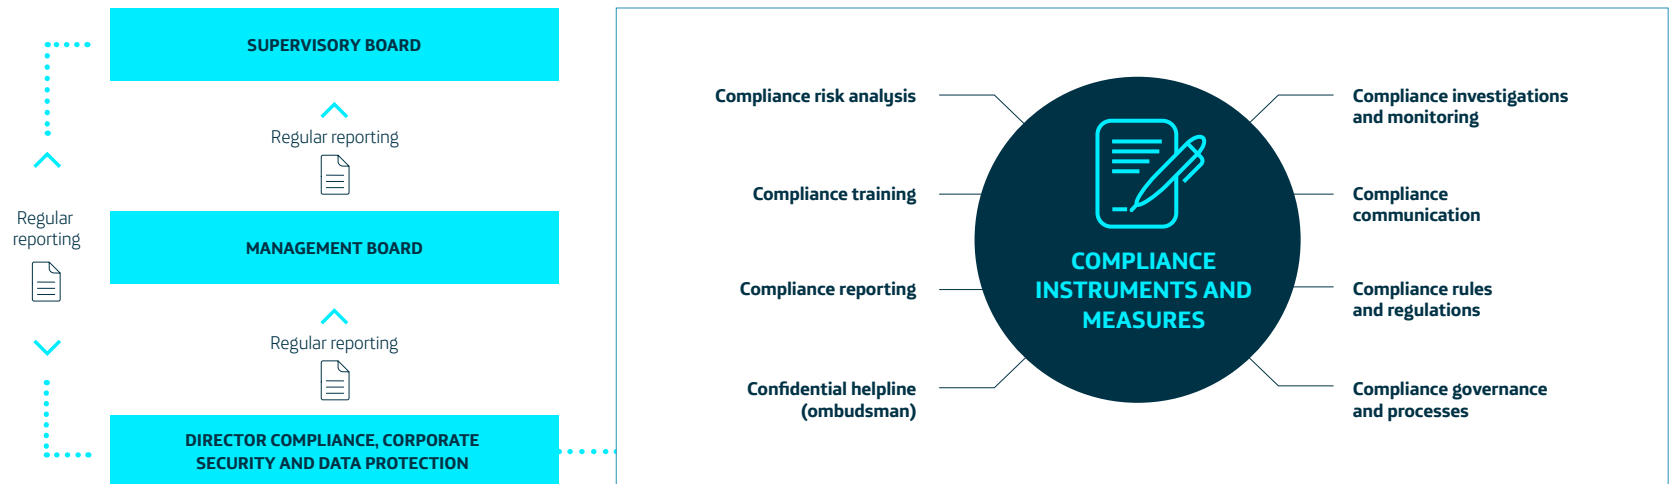 SUPERVISORY BOARD
Regular reporting
Regular
reporting
MANAGEMENT BOARD
Regular reporting
DIRECTOR COMPLIANCE, CORPORATE
SECURITY AND DATA PROTECTION
Compliance risk analysis
Compliance training
Compliance reporting
Confidential helpline
(ombudsman)
COMPLIANCE
INSTRUMENTS AND
MEASURES
Compliance investigations
and monitoring
Compliance
communication
Compliance rules
and regulations
Compliance governance
and processes